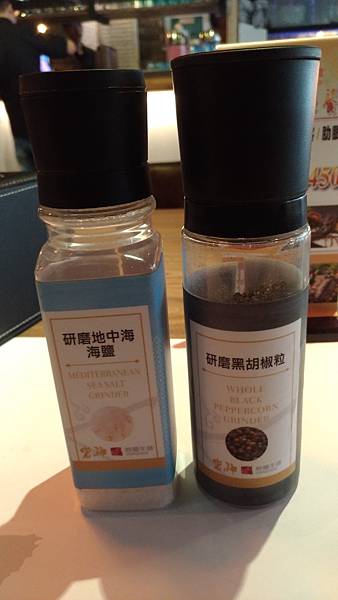 研磨地中海
海鹽
MEDITERRANEAN
SEA SALT
GRINDER
研磨黑胡椒粒
WHOLE
BLACK
PEPPERCORN
GRINDER
450